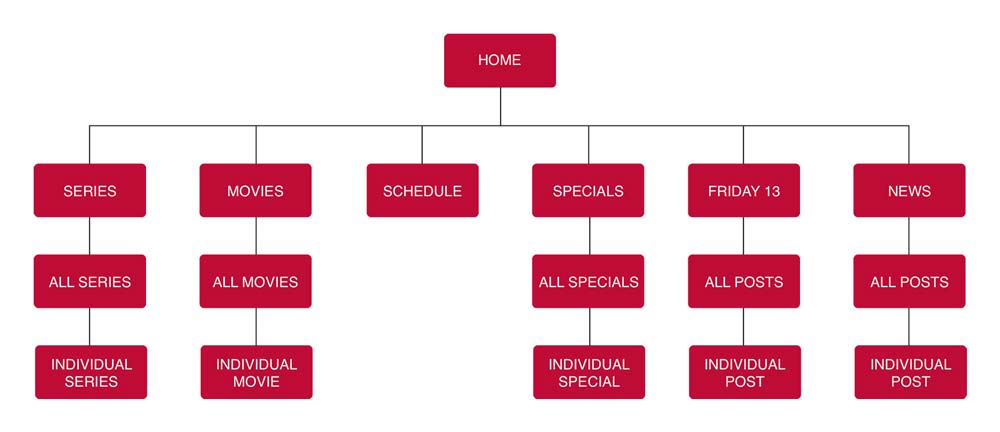 HOME
SERIES
MOVIES
SCHEDULE
SPECIALS
FRIDAY 13
NEWS
ALL SERIES
ALL MOVIES
ALL SPECIALS
ALL POSTS
ALL POSTS
INDIVIDUAL
SERIES
INDIVIDUAL
MOVIE
INDIVIDUAL
SPECIAL
INDIVIDUAL
POST
INDIVIDUAL
POST